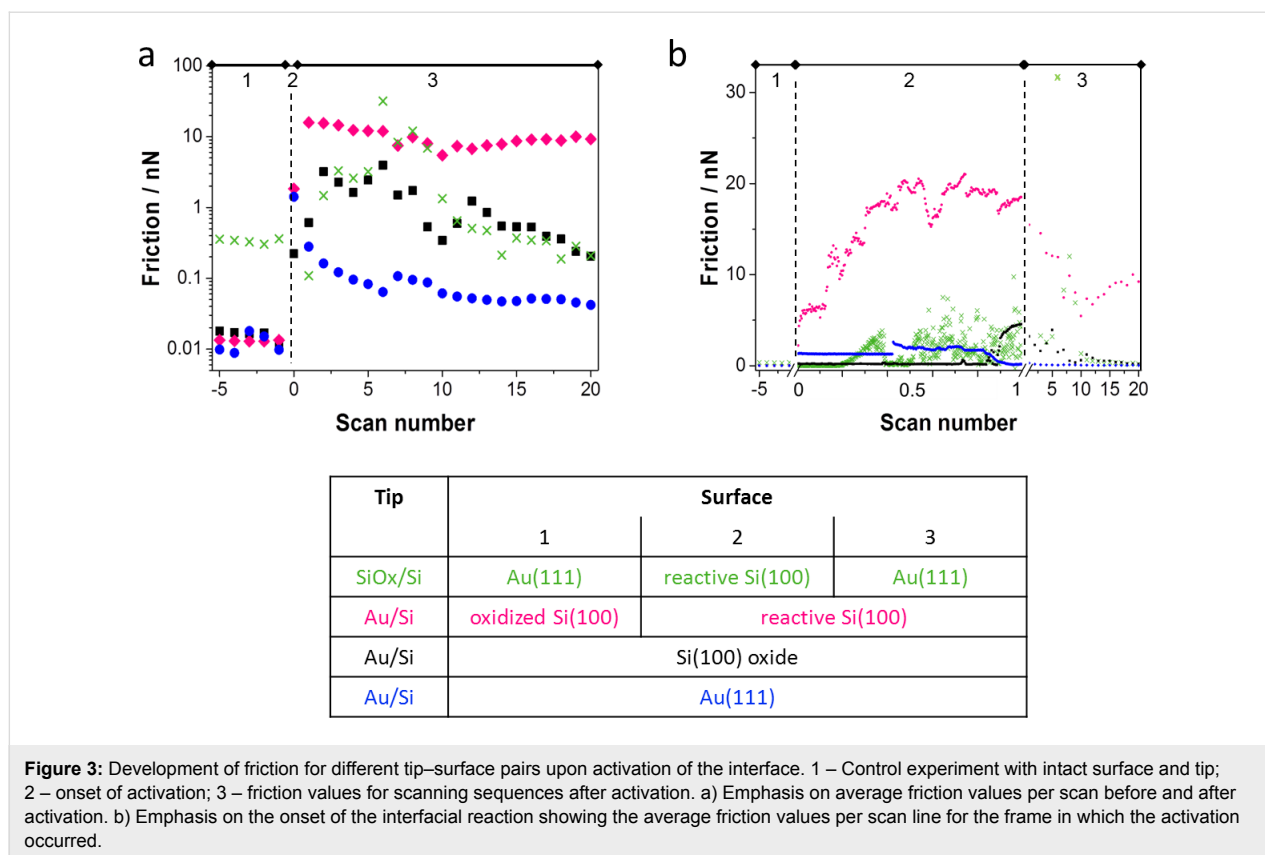 a
b
1 2 3
1 2 3
100
10
1
0.1
0.01
Friction / nN
-5 0 5 10 15 20
Scan number
30
20
10
0
Friction / nN
-5 0 0.5 1 5 10 15 20
Scan number
Tip Surface
1 2 3
SiOx/Si Au(111) reactive Si(100) Au(111)
Au/Si oxidized Si(100) reactive Si(100)
Au/Si Si(100) oxide
Au/Si Au(111)
Figure 3: Development of friction for different tip–surface pairs upon activation of the interface. 1 – Control experiment with intact surface and tip;
2 – onset of activation; 3 – friction values for scanning sequences after activation. a) Emphasis on average friction values per scan before and after
activation. b) Emphasis on the onset of the interfacial reaction showing the average friction values per scan line for the frame in which the activation
occurred.